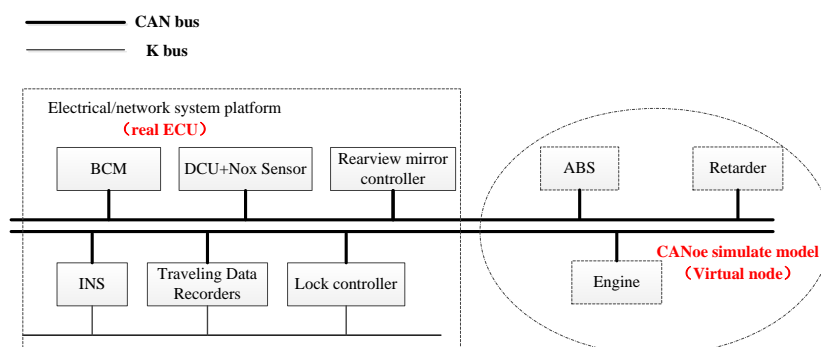 CAN bus
K bus
Electrical/network system platform
（real ECU）
BCM
DCU+Nox Sensor
Rearview mirror
controller
ABS
Retarder
INS
Traveling Data
Recorders
Lock controller
Engine
CANoe simulate model
（Virtual node）